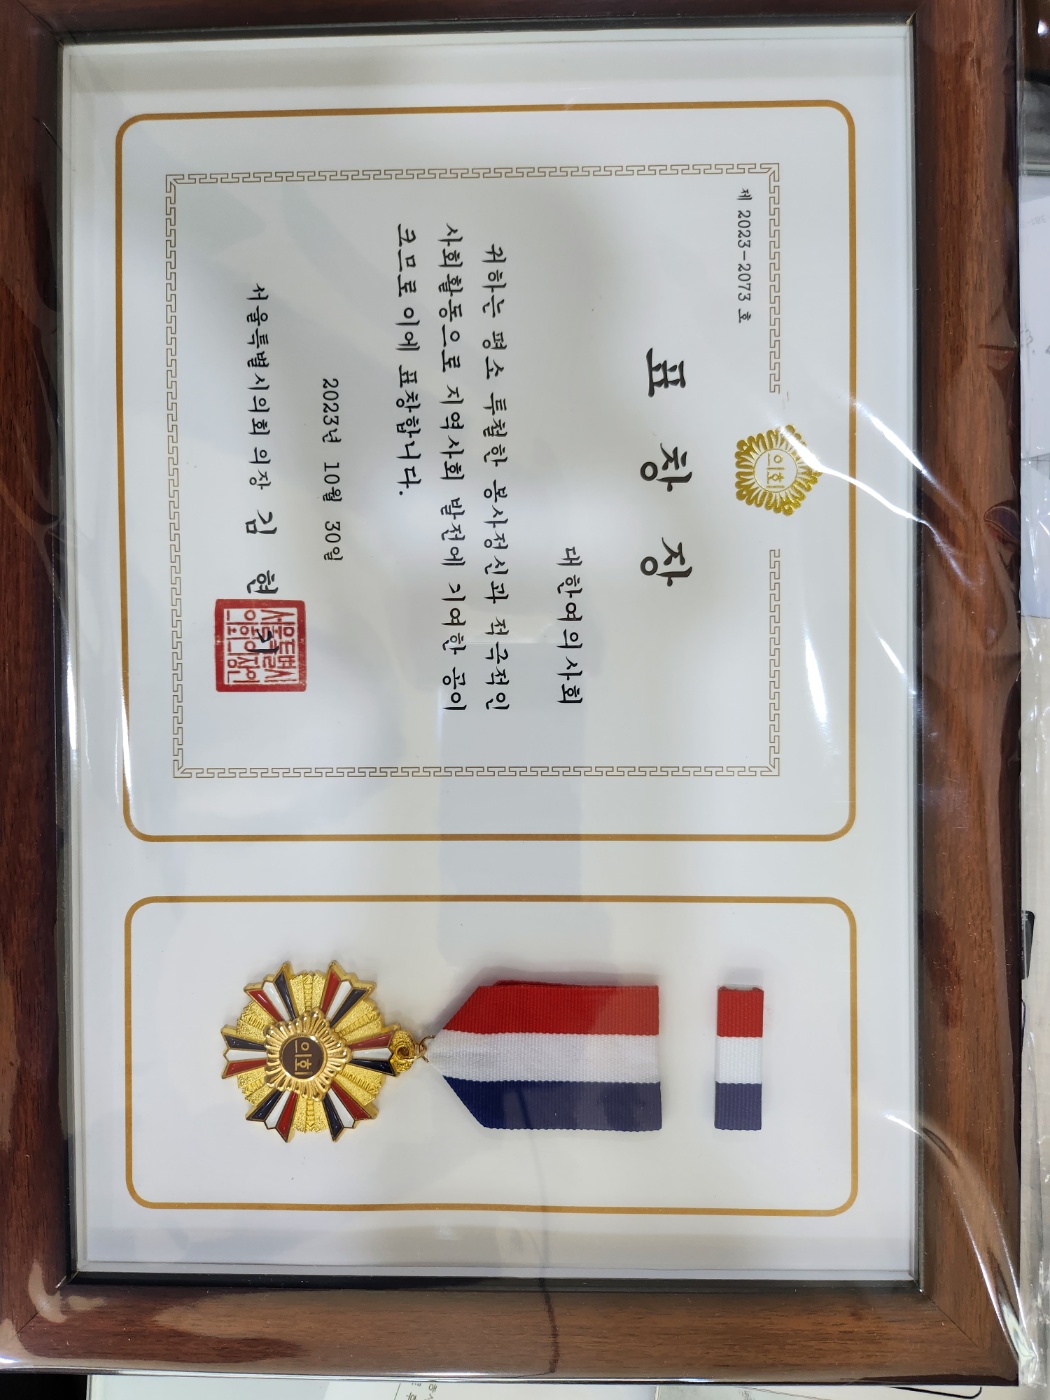 제 2023-2073 호
의회
표 창 장
대한여의사회
귀하는 평소 투철한 봉사정신과 적극적인
사회활동으로 지역사회 발전에 기여한 공이
크므로 이에 표창합니다.
2023년 10월 30일
서울특별시의회 의장 김 현 기
의회